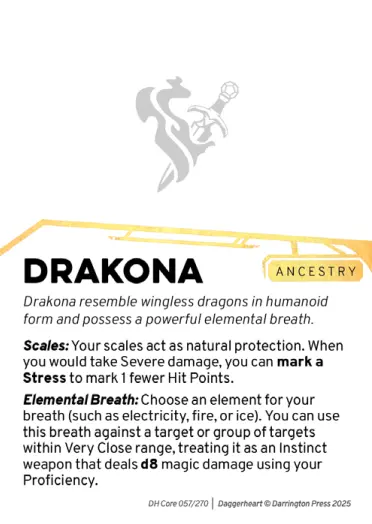 DRAKONA
ANCESTRY
Drakona resemble wingless dragons in humanoid
form and possess a powerful elemental breath.
Scales: Your scales act as natural protection. When
you would take Severe damage, you can mark a
Stress to mark 1 fewer Hit Points.
Elemental Breath: Choose an element for your
breath (such as electricity, fire, or ice). You can use
this breath against a target or group of targets
within Very Close range, treating it as an Instinct
weapon that deals d8 magic damage using your
Proficiency.
DH Core 057/270 | Daggerheart © Darrington Press 2025